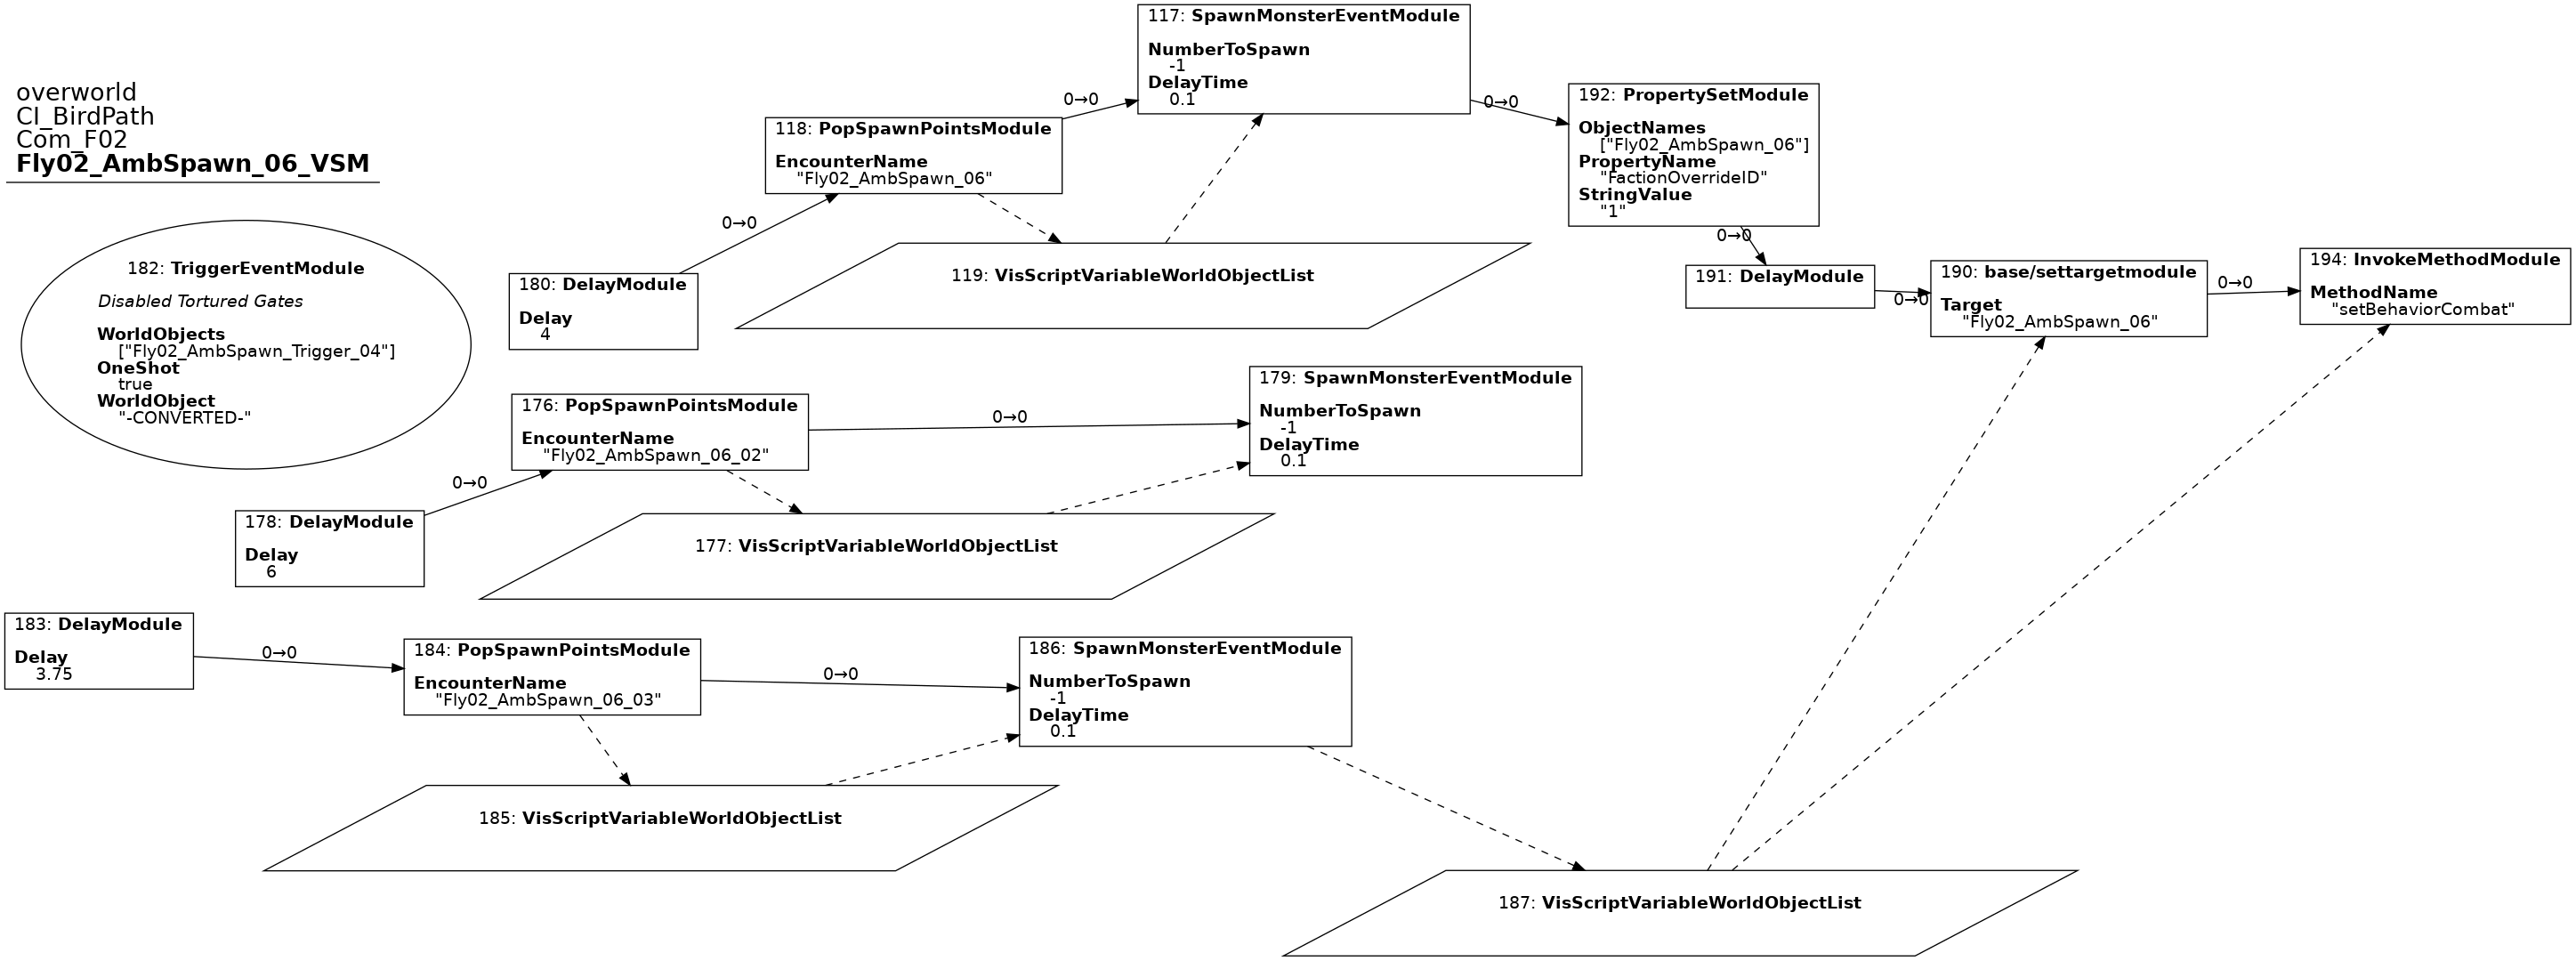 overworld
CI_BirdPath
Com_F02
Fly02_AmbSpawn_06_VSM
182: TriggerEventModule
Disabled Tortured Gates
WorldObjects
["Fly02_AmbSpawn_Trigger_04"]
OneShot
true
WorldObject
"-CONVERTED-"
117: SpawnMonsterEventModule
NumberToSpawn
-1
DelayTime
0.1
0→0
118: PopSpawnPointsModule
EncounterName
"Fly02_AmbSpawn_06"
0→0
180: DelayModule
Delay
4
119: VisScriptVariableWorldObjectList
0→0
192: PropertySetModule
ObjectNames
["Fly02_AmbSpawn_06"]
PropertyName
"FactionOverrideID"
StringValue
"1"
0→0
191: DelayModule
0→0
190: base/settargetmodule
Target
"Fly02_AmbSpawn_06"
0→0
194: InvokeMethodModule
MethodName
"setBehaviorCombat"
176: PopSpawnPointsModule
EncounterName
"Fly02_AmbSpawn_06_02"
0→0
179: SpawnMonsterEventModule
NumberToSpawn
-1
DelayTime
0.1
0→0
178: DelayModule
Delay
6
177: VisScriptVariableWorldObjectList
183: DelayModule
Delay
3.75
0→0
184: PopSpawnPointsModule
EncounterName
"Fly02_AmbSpawn_06_03"
0→0
186: SpawnMonsterEventModule
NumberToSpawn
-1
DelayTime
0.1
185: VisScriptVariableWorldObjectList
187: VisScriptVariableWorldObjectList